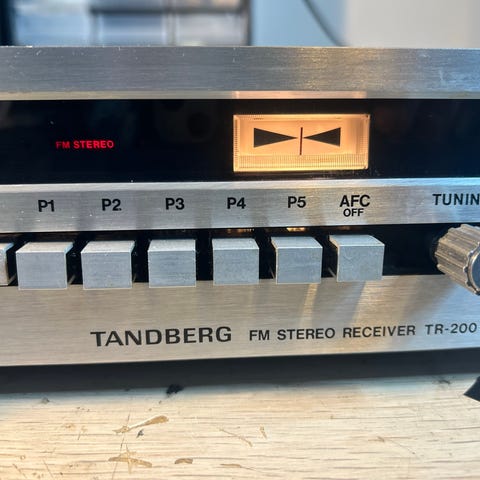 FM STEREO
P1 P2 P3 P4 P5 AFC OFF TUNIN
TANDBERG FM STEREO RECEIVER TR-200